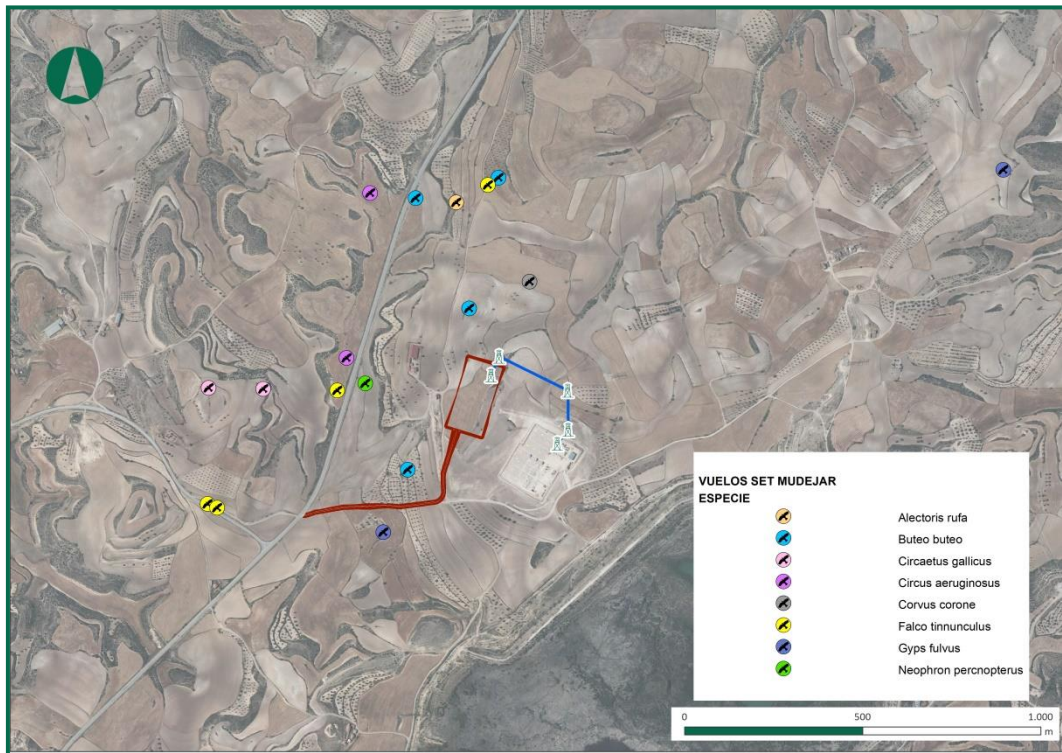 VUELOS SET MUDEJAR
ESPECIE
Alectoris rufa
Buteo buteo
Circaetus gallicus
Circus aeruginosus
Corvus corone
Falco tinnunculus
Gyps fulvus
Neophron percnopterus
0 500 1.000
m